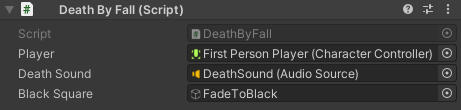 Death By Fall (Script)
Script DeathByFall
Player First Person Player (Character Controller)
Death Sound DeathSound (Audio Source)
Black Square FadeToBlack